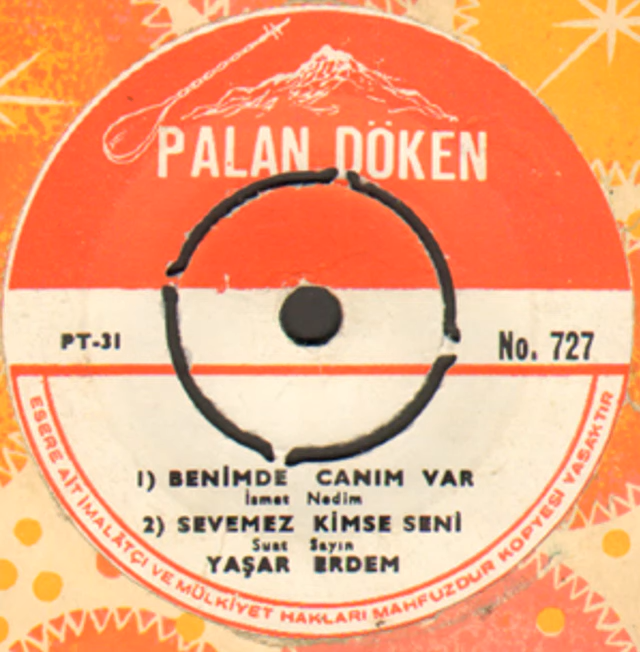 PALAN DÖKEN
PT-31
No. 727
1) BENİMDE CANIM VAR
İsmet Nedim
2) SEVEMEZ KİMSE SENİ
Suat Sayın
YAŞAR ERDEM
ESERE AİT İMALÂTÇI VE MÜLKİYET HAKLARI MAHFUZDUR KOPYESİ YASAKTIR